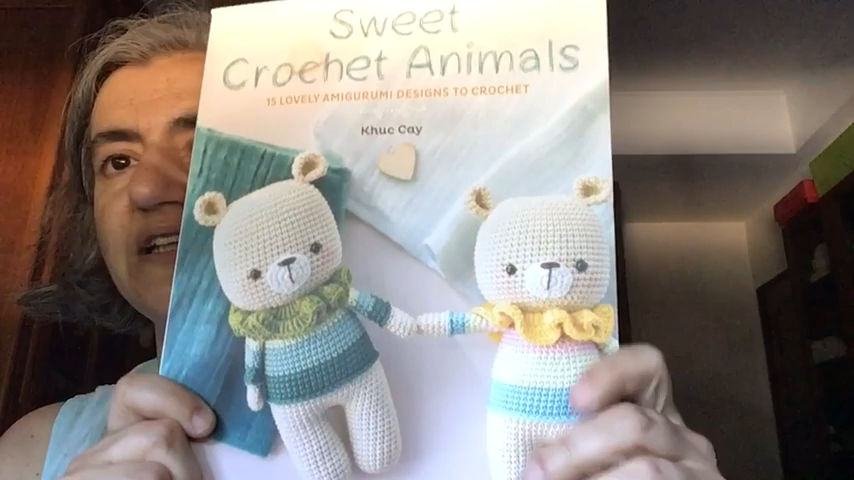 Sweet
Crochet Animals
15 LOVELY AMIGURUMI DESIGNS TO CROCHET
Khuc Cay